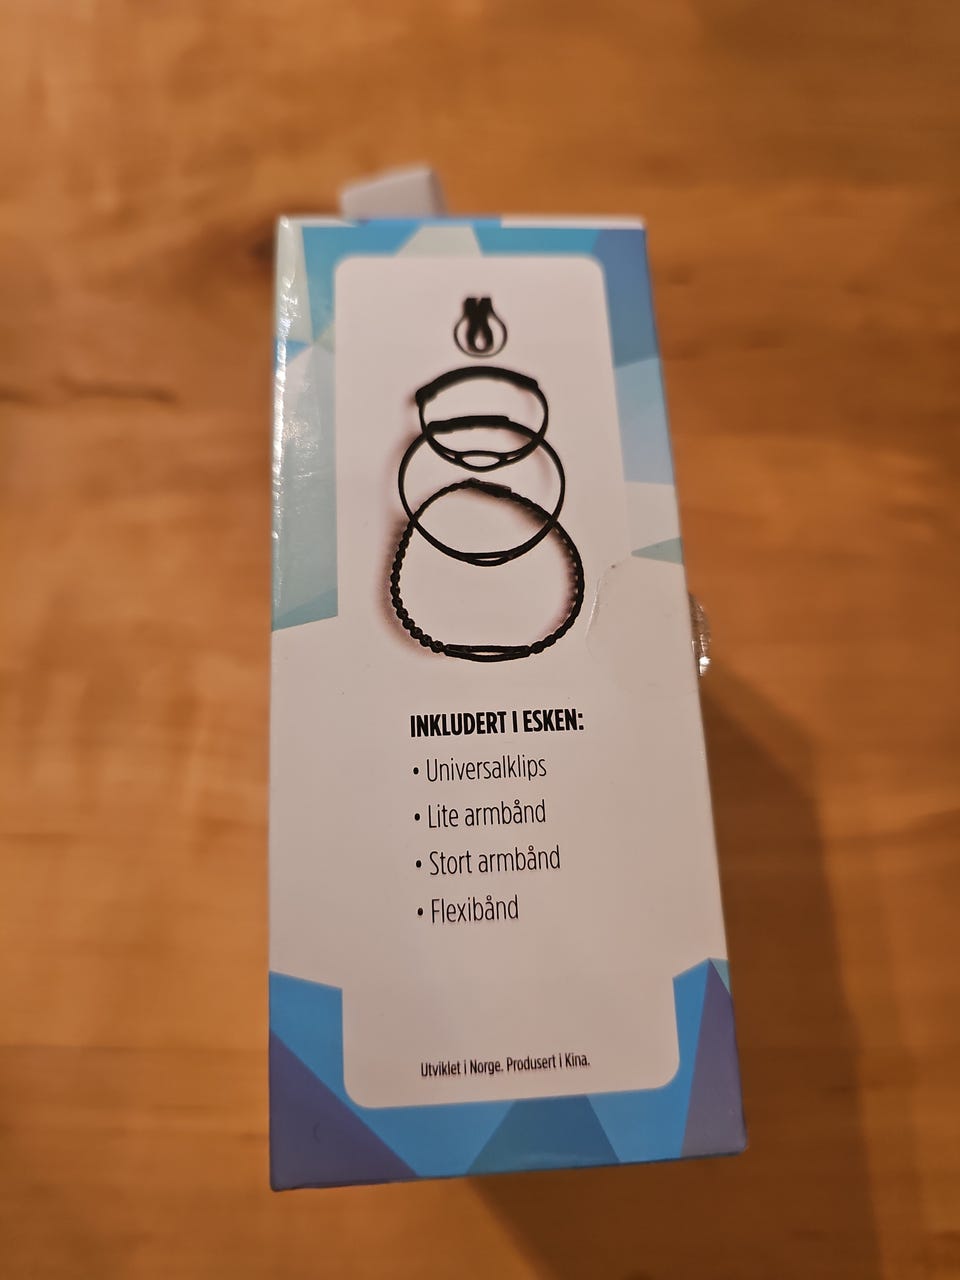 INKLUDERT I ESKEN:
• Universalklips
• Lite armbånd
• Stort armbånd
• Flexibånd
Utviklet i Norge. Produsert i Kina.